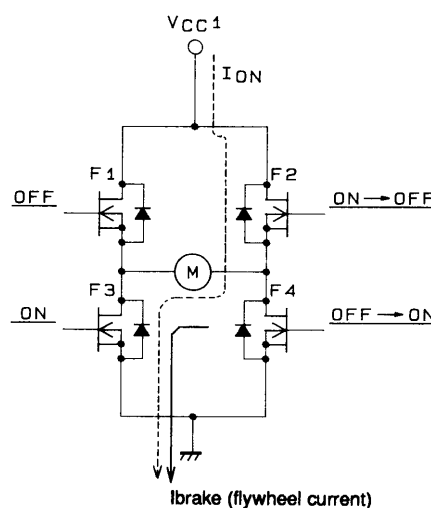 VCC1
ION
F1
F2
OFF
ON→OFF
M
F3
F4
ON
OFF→ON
Ibrake (flywheel current)